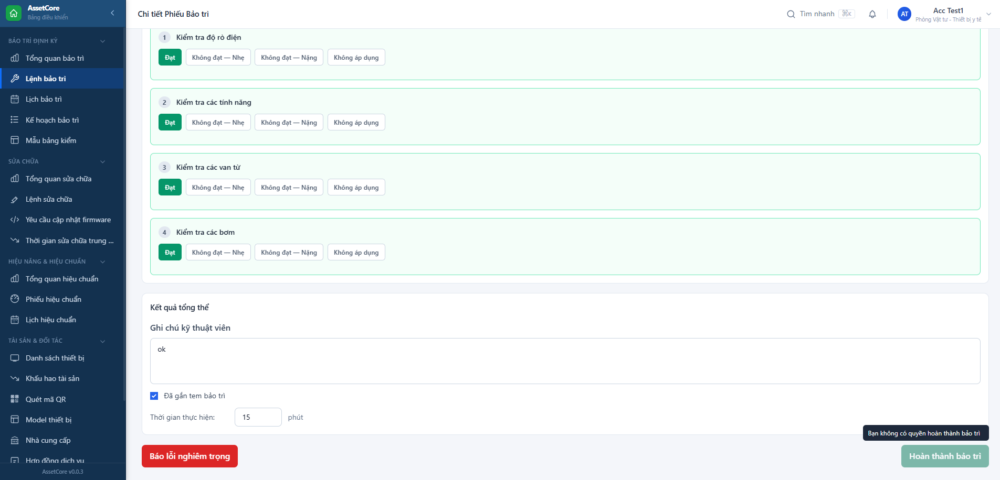 AssetCore
Bảng điều khiển
BẢO TRÌ ĐỊNH KỲ
Tổng quan bảo trì
Lệnh bảo trì
Lịch bảo trì
Kế hoạch bảo trì
Mẫu bảng kiểm
SỬA CHỮA
Tổng quan sửa chữa
Lệnh sửa chữa
Yêu cầu cập nhật firmware
Thời gian sửa chữa trung ...
HIỆU NĂNG & HIỆU CHUẨN
Tổng quan hiệu chuẩn
Phiếu hiệu chuẩn
Lịch hiệu chuẩn
TÀI SẢN & ĐỐI TÁC
Danh sách thiết bị
Khấu hao tài sản
Quét mã QR
Model thiết bị
Nhà cung cấp
Hợp đồng dịch vụ
AssetCore v0.0.3
Chi tiết Phiếu Bảo trì
Tìm nhanh ⌘K
AT
Acc Test1
Phòng Vật tư - Thiết bị y tế
1 Kiểm tra độ rò điện
Đạt Không đạt — Nhẹ Không đạt — Nặng Không áp dụng
2 Kiểm tra các tính năng
Đạt Không đạt — Nhẹ Không đạt — Nặng Không áp dụng
3 Kiểm tra các van từ
Đạt Không đạt — Nhẹ Không đạt — Nặng Không áp dụng
4 Kiểm tra các bơm
Đạt Không đạt — Nhẹ Không đạt — Nặng Không áp dụng
Kết quả tổng thể
Ghi chú kỹ thuật viên
ok
Đã gắn tem bảo trì
Thời gian thực hiện: 15 phút
Bạn không có quyền hoàn thành bảo trì
Báo lỗi nghiêm trọng
Hoàn thành bảo trì